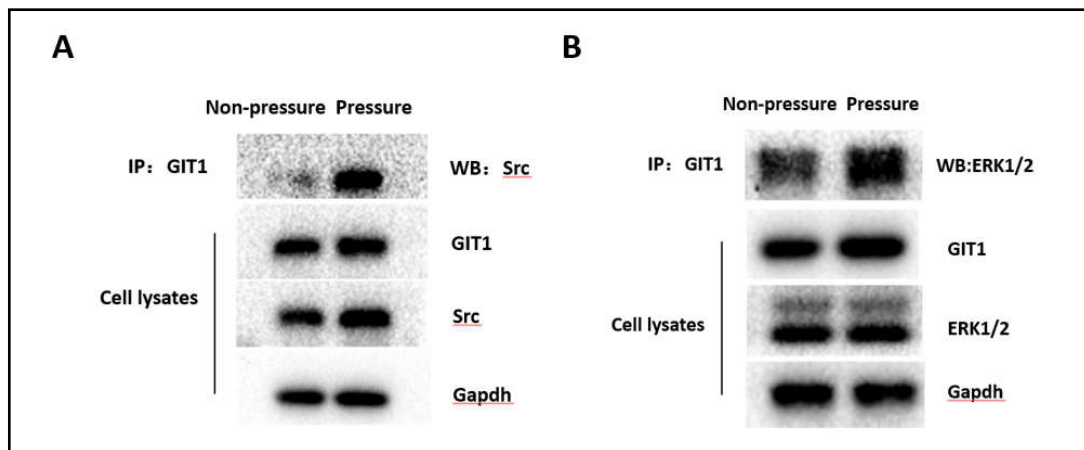 A
Non-pressure Pressure
IP： GIT1
WB： Src
GIT1
Cell lysates
Src
Gapdh
B
Non-pressure Pressure
IP： GIT1
WB:ERK1/2
GIT1
Cell lysates
ERK1/2
Gapdh